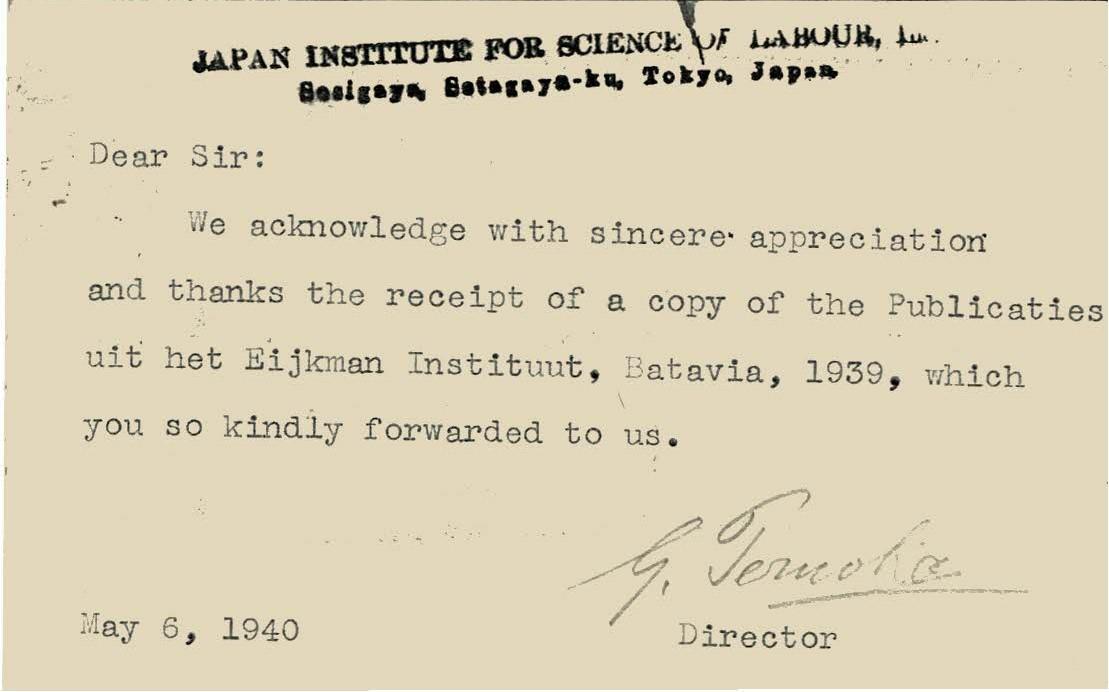 JAPAN INSTITUTE FOR SCIENCE OF LABOUR,
Sosigaya, Setagaya-ku, Tokyo, Japan
Dear Sir:
We acknowledge with sincere appreciation
and thanks the receipt of a copy of the Publicaties
uit het Eijkman Instituut, Batavia, 1939, which
you so kindly forwarded to us.
G.
May 6, 1940
Director